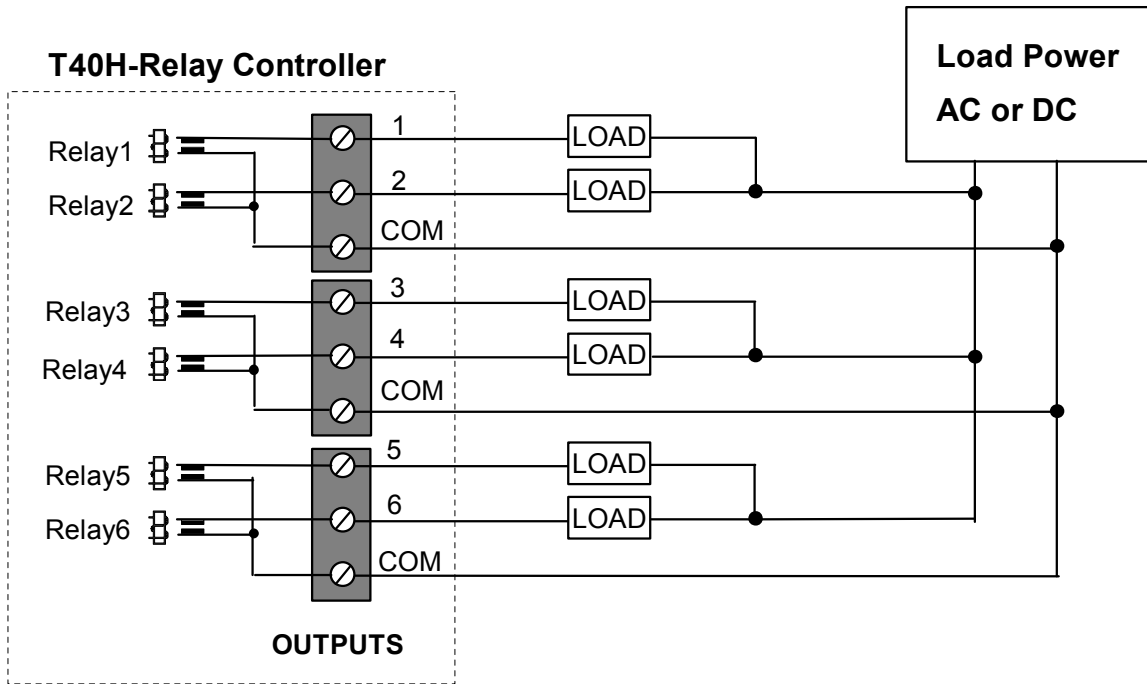 T40H-Relay Controller
Load Power
AC or DC
Relay1
1
LOAD
Relay2
2
LOAD
COM
Relay3
3
LOAD
Relay4
4
LOAD
COM
Relay5
5
LOAD
Relay6
6
LOAD
COM
OUTPUTS